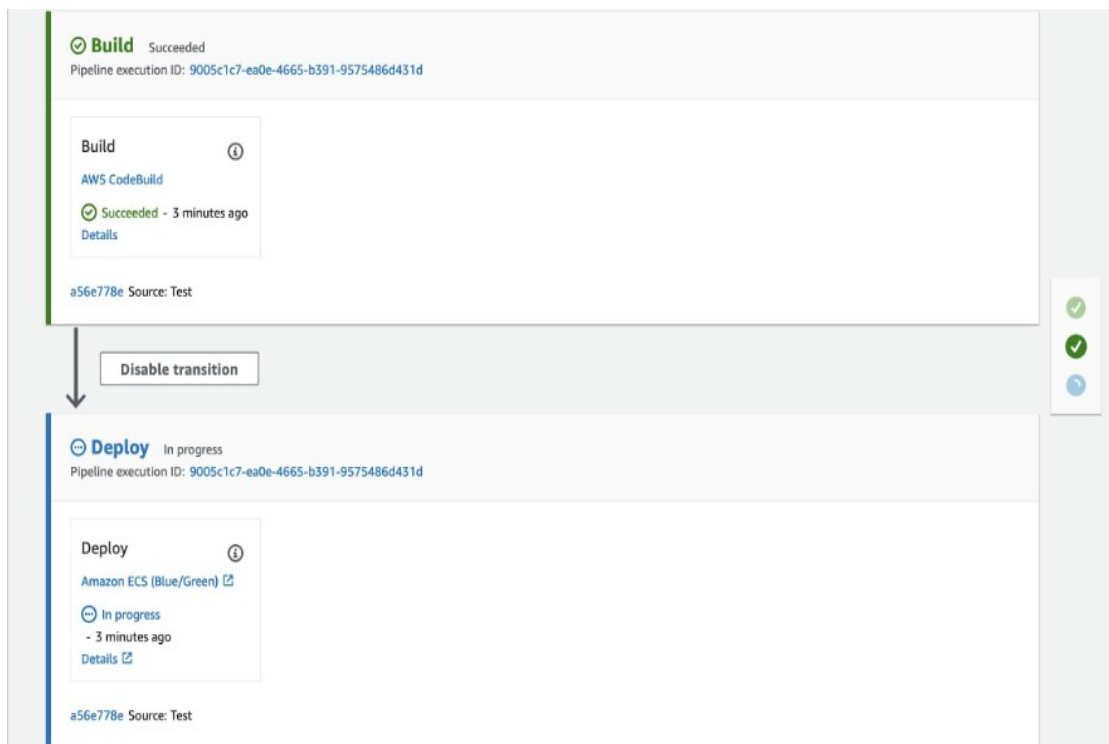 Build Succeeded
Pipeline execution ID: 9005c1c7-ea0e-4665-b391-9575486d431d
Build
AWS CodeBuild
Succeeded - 3 minutes ago
Details
a56e778e Source: Test
Disable transition
Deploy In progress
Pipeline execution ID: 9005c1c7-ea0e-4665-b391-9575486d431d
Deploy
Amazon ECS (Blue/Green)
In progress
- 3 minutes ago
Details
a56e778e Source: Test